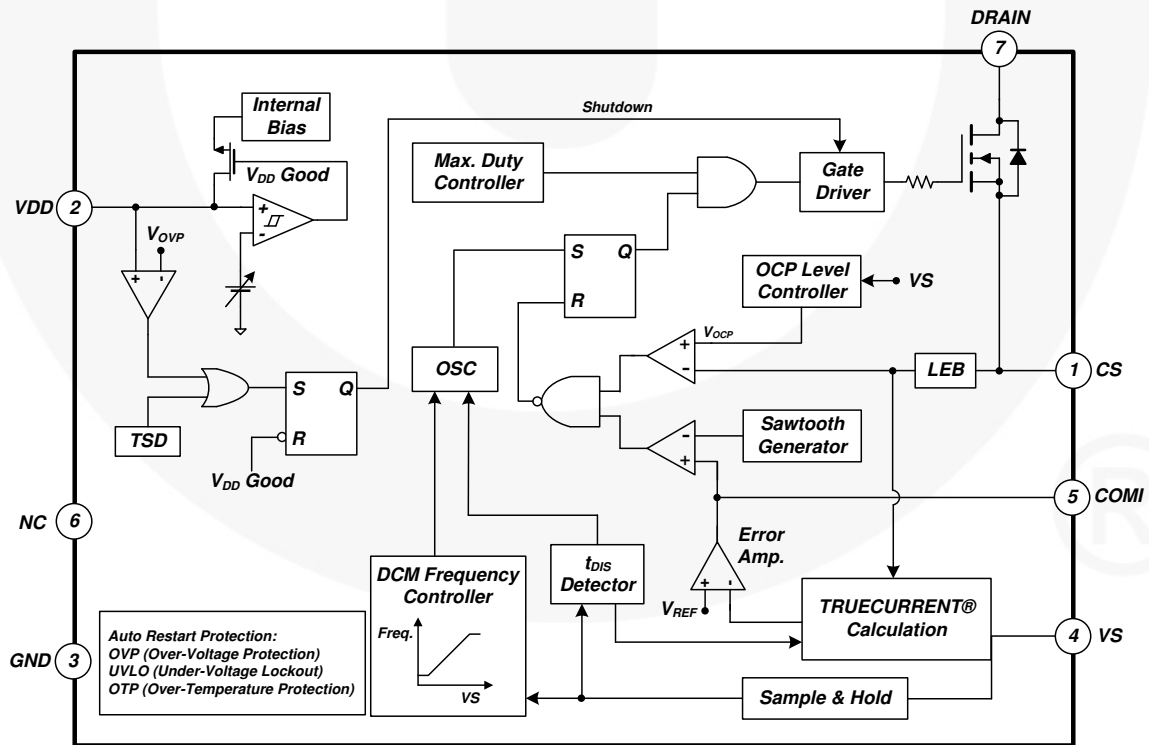 DRAIN
7
Shutdown
Internal
Bias
VDD Good
Max. Duty
Controller
Gate
Driver
VDD
2
+
-
VOVP
+
-
S
Q
R
OCP Level
Controller
VS
VOCP
+
-
OSC
LEB
1
CS
S
Q
R
TSD
VDD Good
-
+
Sawtooth
Generator
5
COMI
NC
6
Error
Amp.
DCM Frequency
Controller
tDIS
Detector
+
-
VREF
TRUECURRENT®
Calculation
Freq.
VS
4
VS
GND
3
Auto Restart Protection:
OVP (Over-Voltage Protection)
UVLO (Under-Voltage Lockout)
OTP (Over-Temperature Protection)
Sample & Hold
®